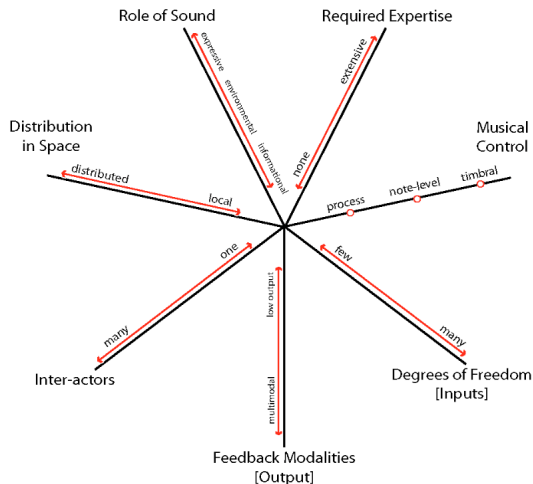 Role of Sound
Required Expertise
expressive
environmental
informational
extensive
none
Distribution
in Space
Musical
Control
distributed
local
process
note-level
timbral
one
many
few
many
low output
multimodal
Inter-actors
Degrees of Freedom
[Inputs]
Feedback Modalities
[Output]